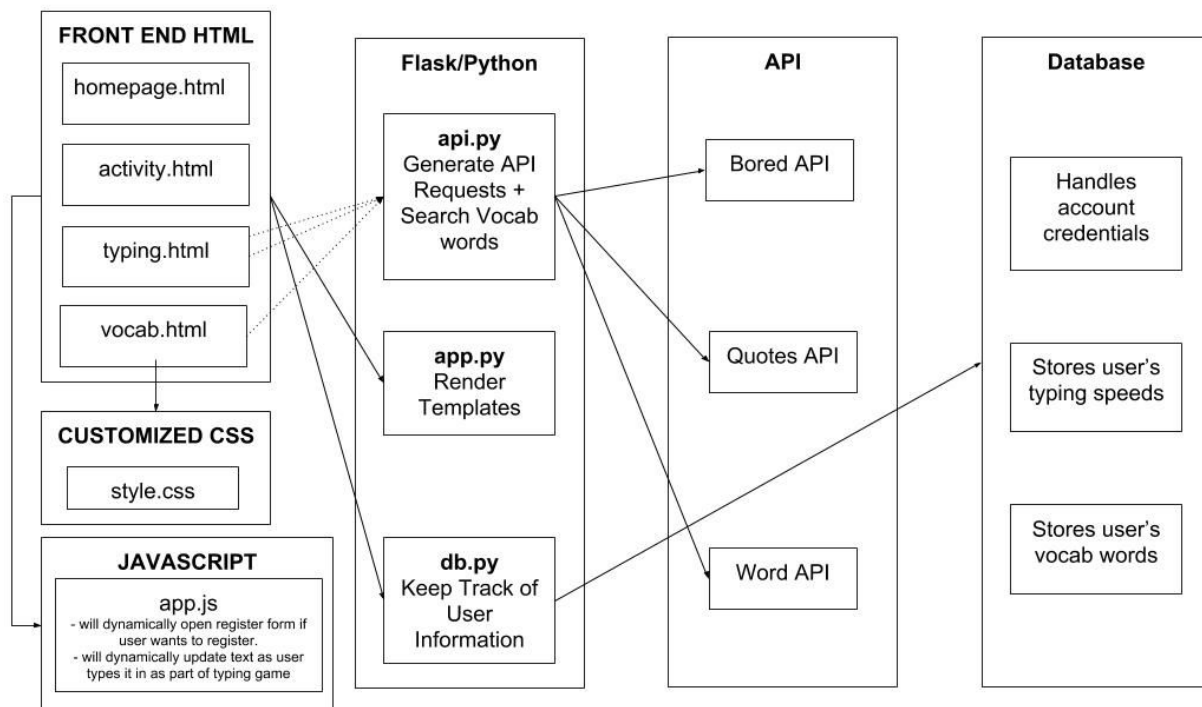 FRONT END HTML
homepage.html
activity.html
typing.html
vocab.html
CUSTOMIZED CSS
style.css
JAVASCRIPT
app.js
- will dynamically open register form if
user wants to register.
- will dynamically update text as user
types it in as part of typing game
Flask/Python
api.py
Generate API
Requests +
Search Vocab
words
app.py
Render
Templates
db.py
Keep Track of
User
Information
API
Bored API
Quotes API
Word API
Database
Handles
account
credentials
Stores user’s
typing speeds
Stores user’s
vocab words